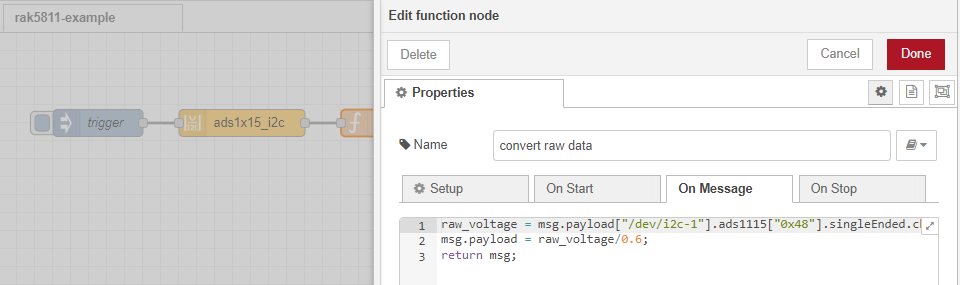 rak5811-example
Edit function node
Delete
Cancel
Done
Properties
trigger
ads1x15_i2c
Name
convert raw data
Setup
On Start
On Message
On Stop
1 raw_voltage = msg.payload["/dev/i2c-1"].ads1115["0x48"].singleEnded.
2 msg.payload = raw_voltage/0.6;
3 return msg;